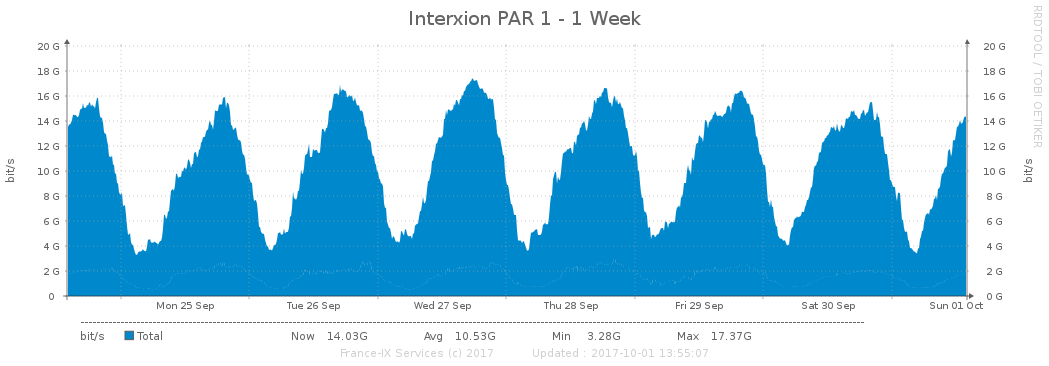 Interxion PAR 1 - 1 Week
RRDTOOL / TOBI OETIKER
20 G 20 G
18 G 18 G
16 G 16 G
14 G 14 G
12 G 12 G
10 G 10 G
8 G 8 G
6 G 6 G
4 G 4 G
2 G 2 G
0 0 G
bit/s bit/s
Mon 25 Sep Tue 26 Sep Wed 27 Sep Thu 28 Sep Fri 29 Sep Sat 30 Sep Sun 01 Oct
bit/s Total Now 14.03G Avg 10.53G Min 3.28G Max 17.37G
France-IX Services (c) 2017 Updated : 2017-10-01 13:55:07